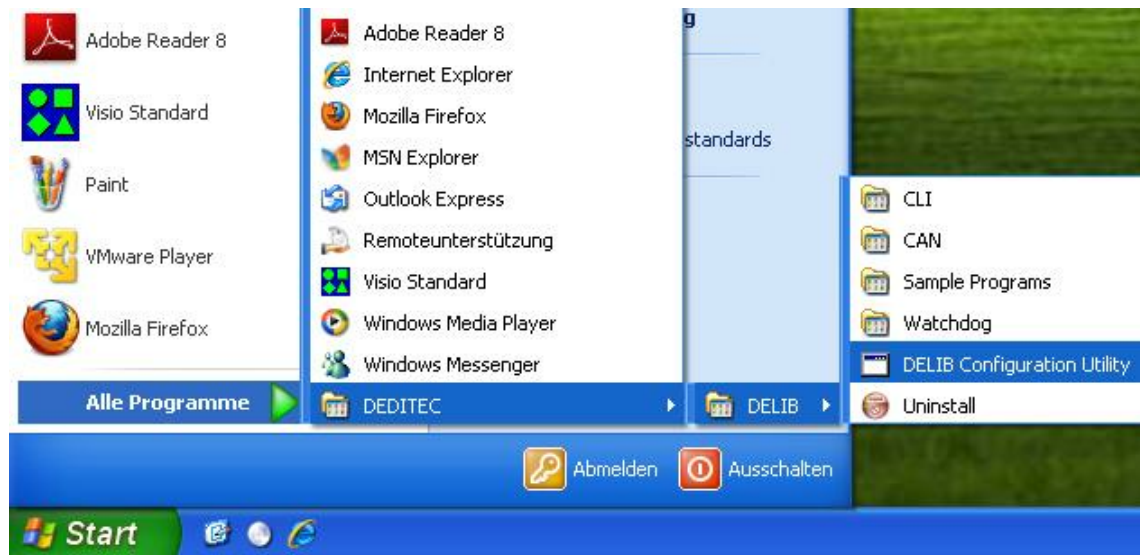 Adobe Reader 8
Visio Standard
Paint
VMware Player
Mozilla Firefox
Alle Programme
Adobe Reader 8
Internet Explorer
Mozilla Firefox
MSN Explorer
Outlook Express
Remoteunterstützung
Visio Standard
Windows Media Player
Windows Messenger
DEDITEC
g
standards
DELIB
CLI
CAN
Sample Programs
Watchdog
DELIB Configuration Utility
Uninstall
Abmelden
Ausschalten
Start